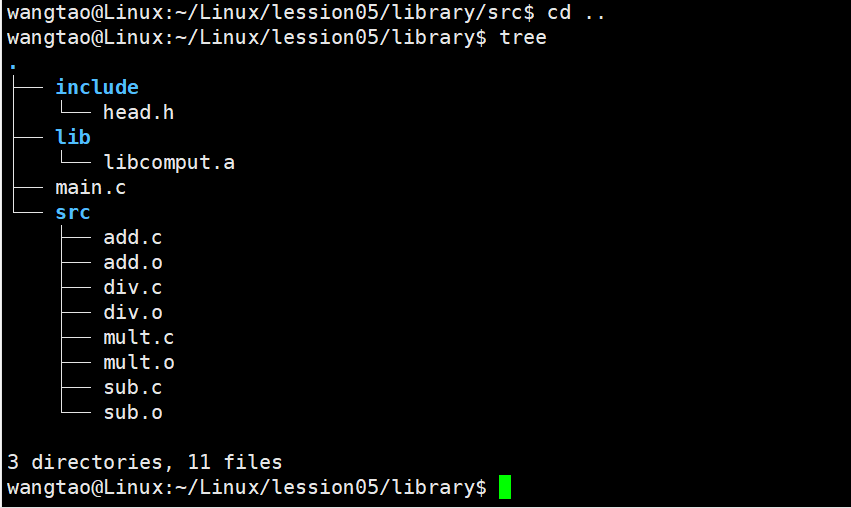 wangtao@Linux:~/Linux/lession05/library/src$ cd ..
wangtao@Linux:~/Linux/lession05/library$ tree
.
├── include
│   └── head.h
├── lib
│   └── libcomput.a
├── main.c
└── src
    ├── add.c
    ├── add.o
    ├── div.c
    ├── div.o
    ├── mult.c
    ├── mult.o
    ├── sub.c
    └── sub.o

3 directories, 11 files
wangtao@Linux:~/Linux/lession05/library$